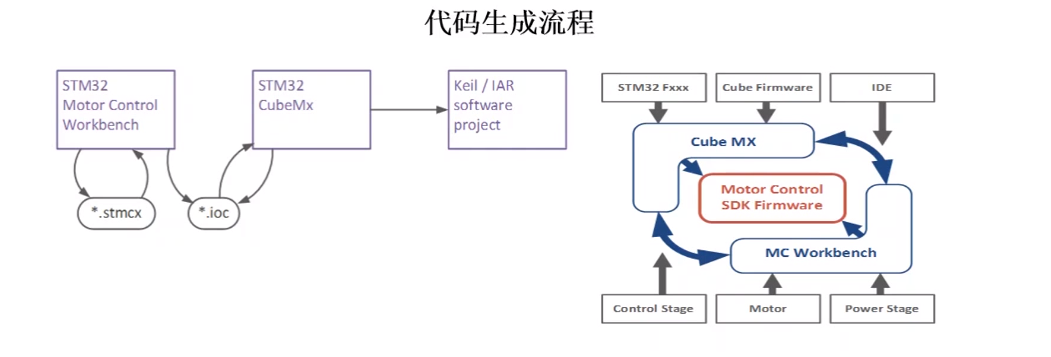 代码生成流程
STM32
Motor Control
Workbench
STM32
CubeMx
Keil / IAR
software
project
*.stmcx
*.ioc
STM32 Fxxx
Cube Firmware
IDE
Cube MX
Motor Control
SDK Firmware
MC Workbench
Control Stage
Motor
Power Stage